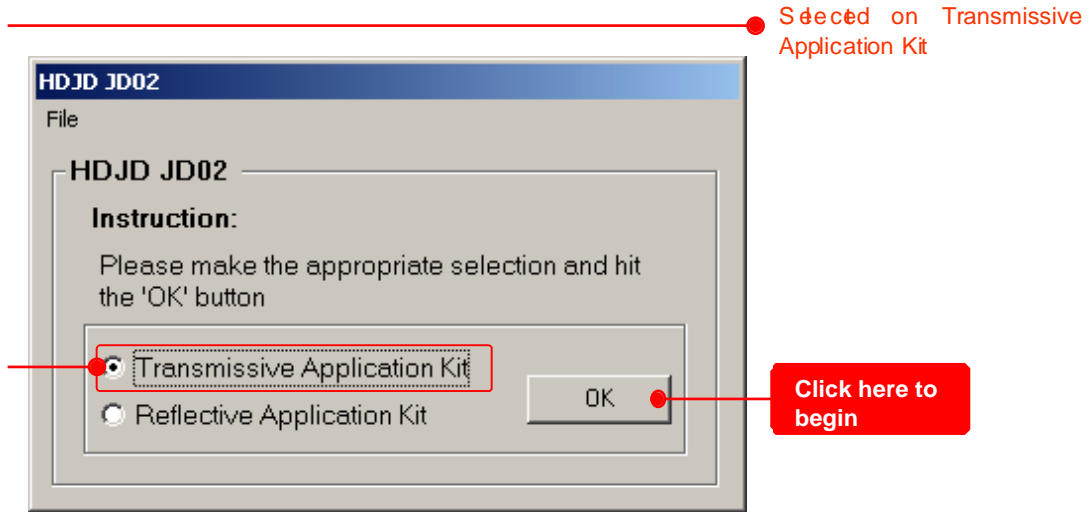 Selected on Transmissive
Application Kit
HDJD JD02
File
HDJD JD02
Instruction:
Please make the appropriate selection and hit
the 'OK' button
Transmissive Application Kit
Reflective Application Kit
OK
Click here to
begin